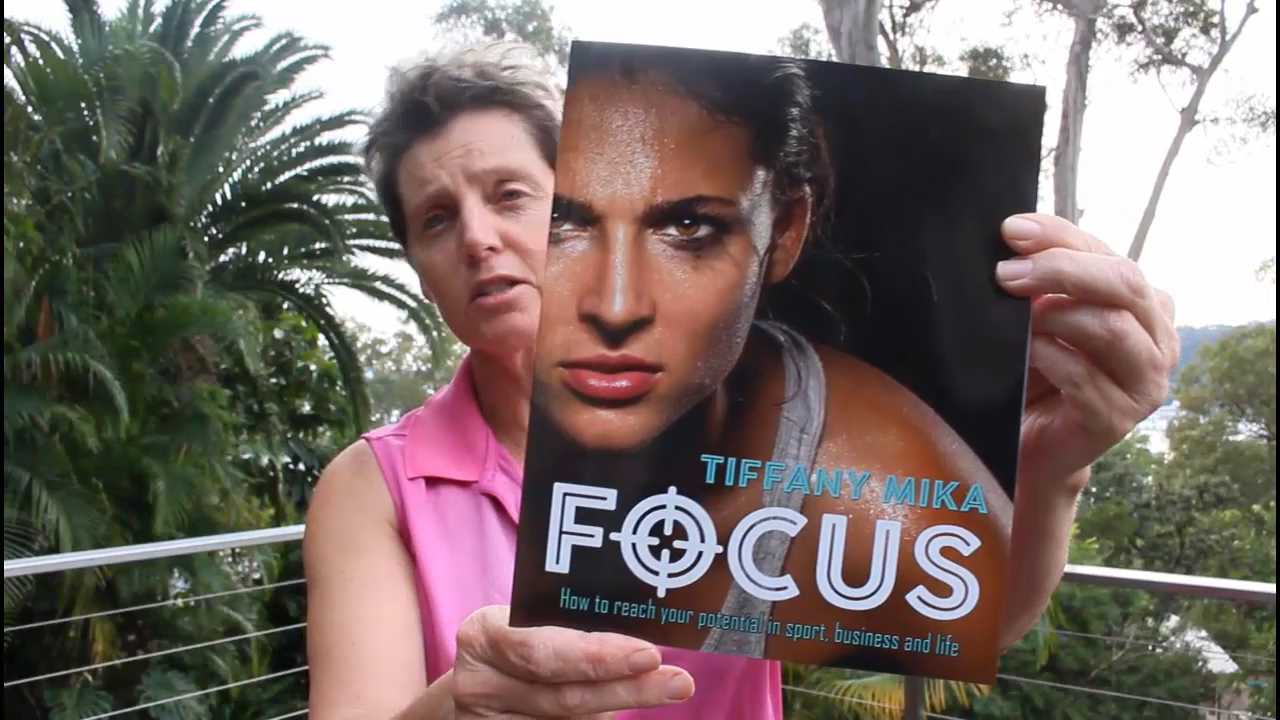 TIFFANY MIKA
FOCUS
How to reach your potential in sport, business and life